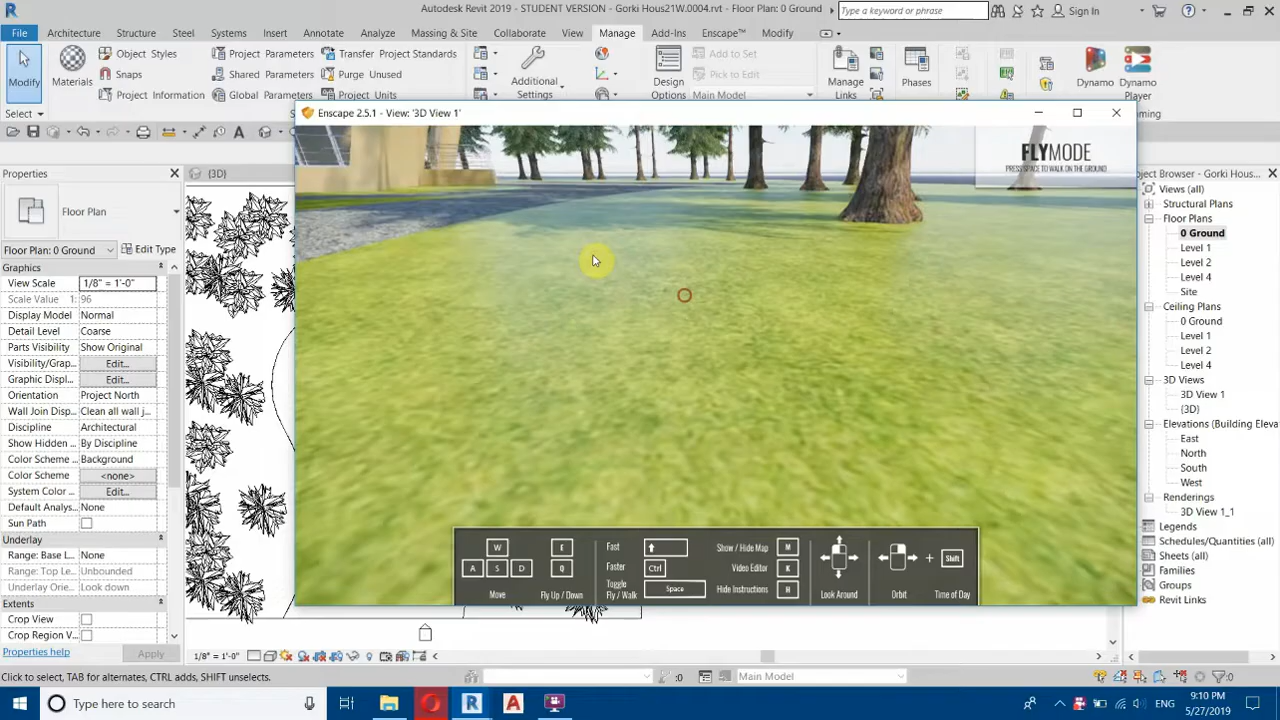 Autodesk Revit 2019 - STUDENT VERSION - Gorki Hous21W.0004.rvt - Floor Plan: 0 Ground
Type a keyword or phrase
Sign In
File Architecture Structure Steel Systems Insert Annotate Analyze Massing & Site Collaborate View Manage Add-Ins Enscape™ Modify
Modify
Materials
Object Styles
Snaps
Project Information
Project Parameters
Shared Parameters
Global Parameters
Transfer Project Standards
Purge Unused
Project Units
Additional Settings
Design Options
Add to Set
Pick to Edit
Main Model
Manage Links
Phases
Dynamo
Dynamo Player
Select
Enscape 2.5.1 - View: '3D View 1'
FLYMODE
PRESS SPACE TO WALK ON THE GROUND
{3D}
Properties
Floor Plan
Floor Plan: 0 Ground
Edit Type
Graphics
View Scale 1/8" = 1'-0"
Scale Value 1: 96
Display Model Normal
Detail Level Coarse
Parts Visibility Show Original
Visibility/Grap... Edit...
Graphic Displ... Edit...
Orientation Project North
Wall Join Disp... Clean all wall j...
Discipline Architectural
Show Hidden ... By Discipline
Color Scheme ... Background
Color Scheme <none>
System Color ... Edit...
Default Analys... None
Sun Path
Underlay
Range: Base L... None
Range: Top L... Unbounded
Underlay Orie... Look down
Extents
Crop View
Crop Region V...
Properties help
Apply
W
A S D
Move
E
Q
Fly Up / Down
Fast
Faster Ctrl
Toggle Fly / Walk Space
Show / Hide Map M
Video Editor K
Hide Instructions H
Look Around
Orbit
+ Shift
Time of Day
Project Browser - Gorki Hous...
Views (all)
Structural Plans
Floor Plans
0 Ground
Level 1
Level 2
Level 4
Site
Ceiling Plans
0 Ground
Level 1
Level 2
Level 4
3D Views
3D View 1
{3D}
Elevations (Building Eleva
East
North
South
West
Renderings
3D View 1_1
Legends
Schedules/Quantities (all)
Sheets (all)
Families
Groups
Revit Links
1/8" = 1'-0"
Click to select, TAB for alternates, CTRL adds, SHIFT unselects.
:0
Main Model
:0
Type here to search
ENG
9:10 PM
5/27/2019